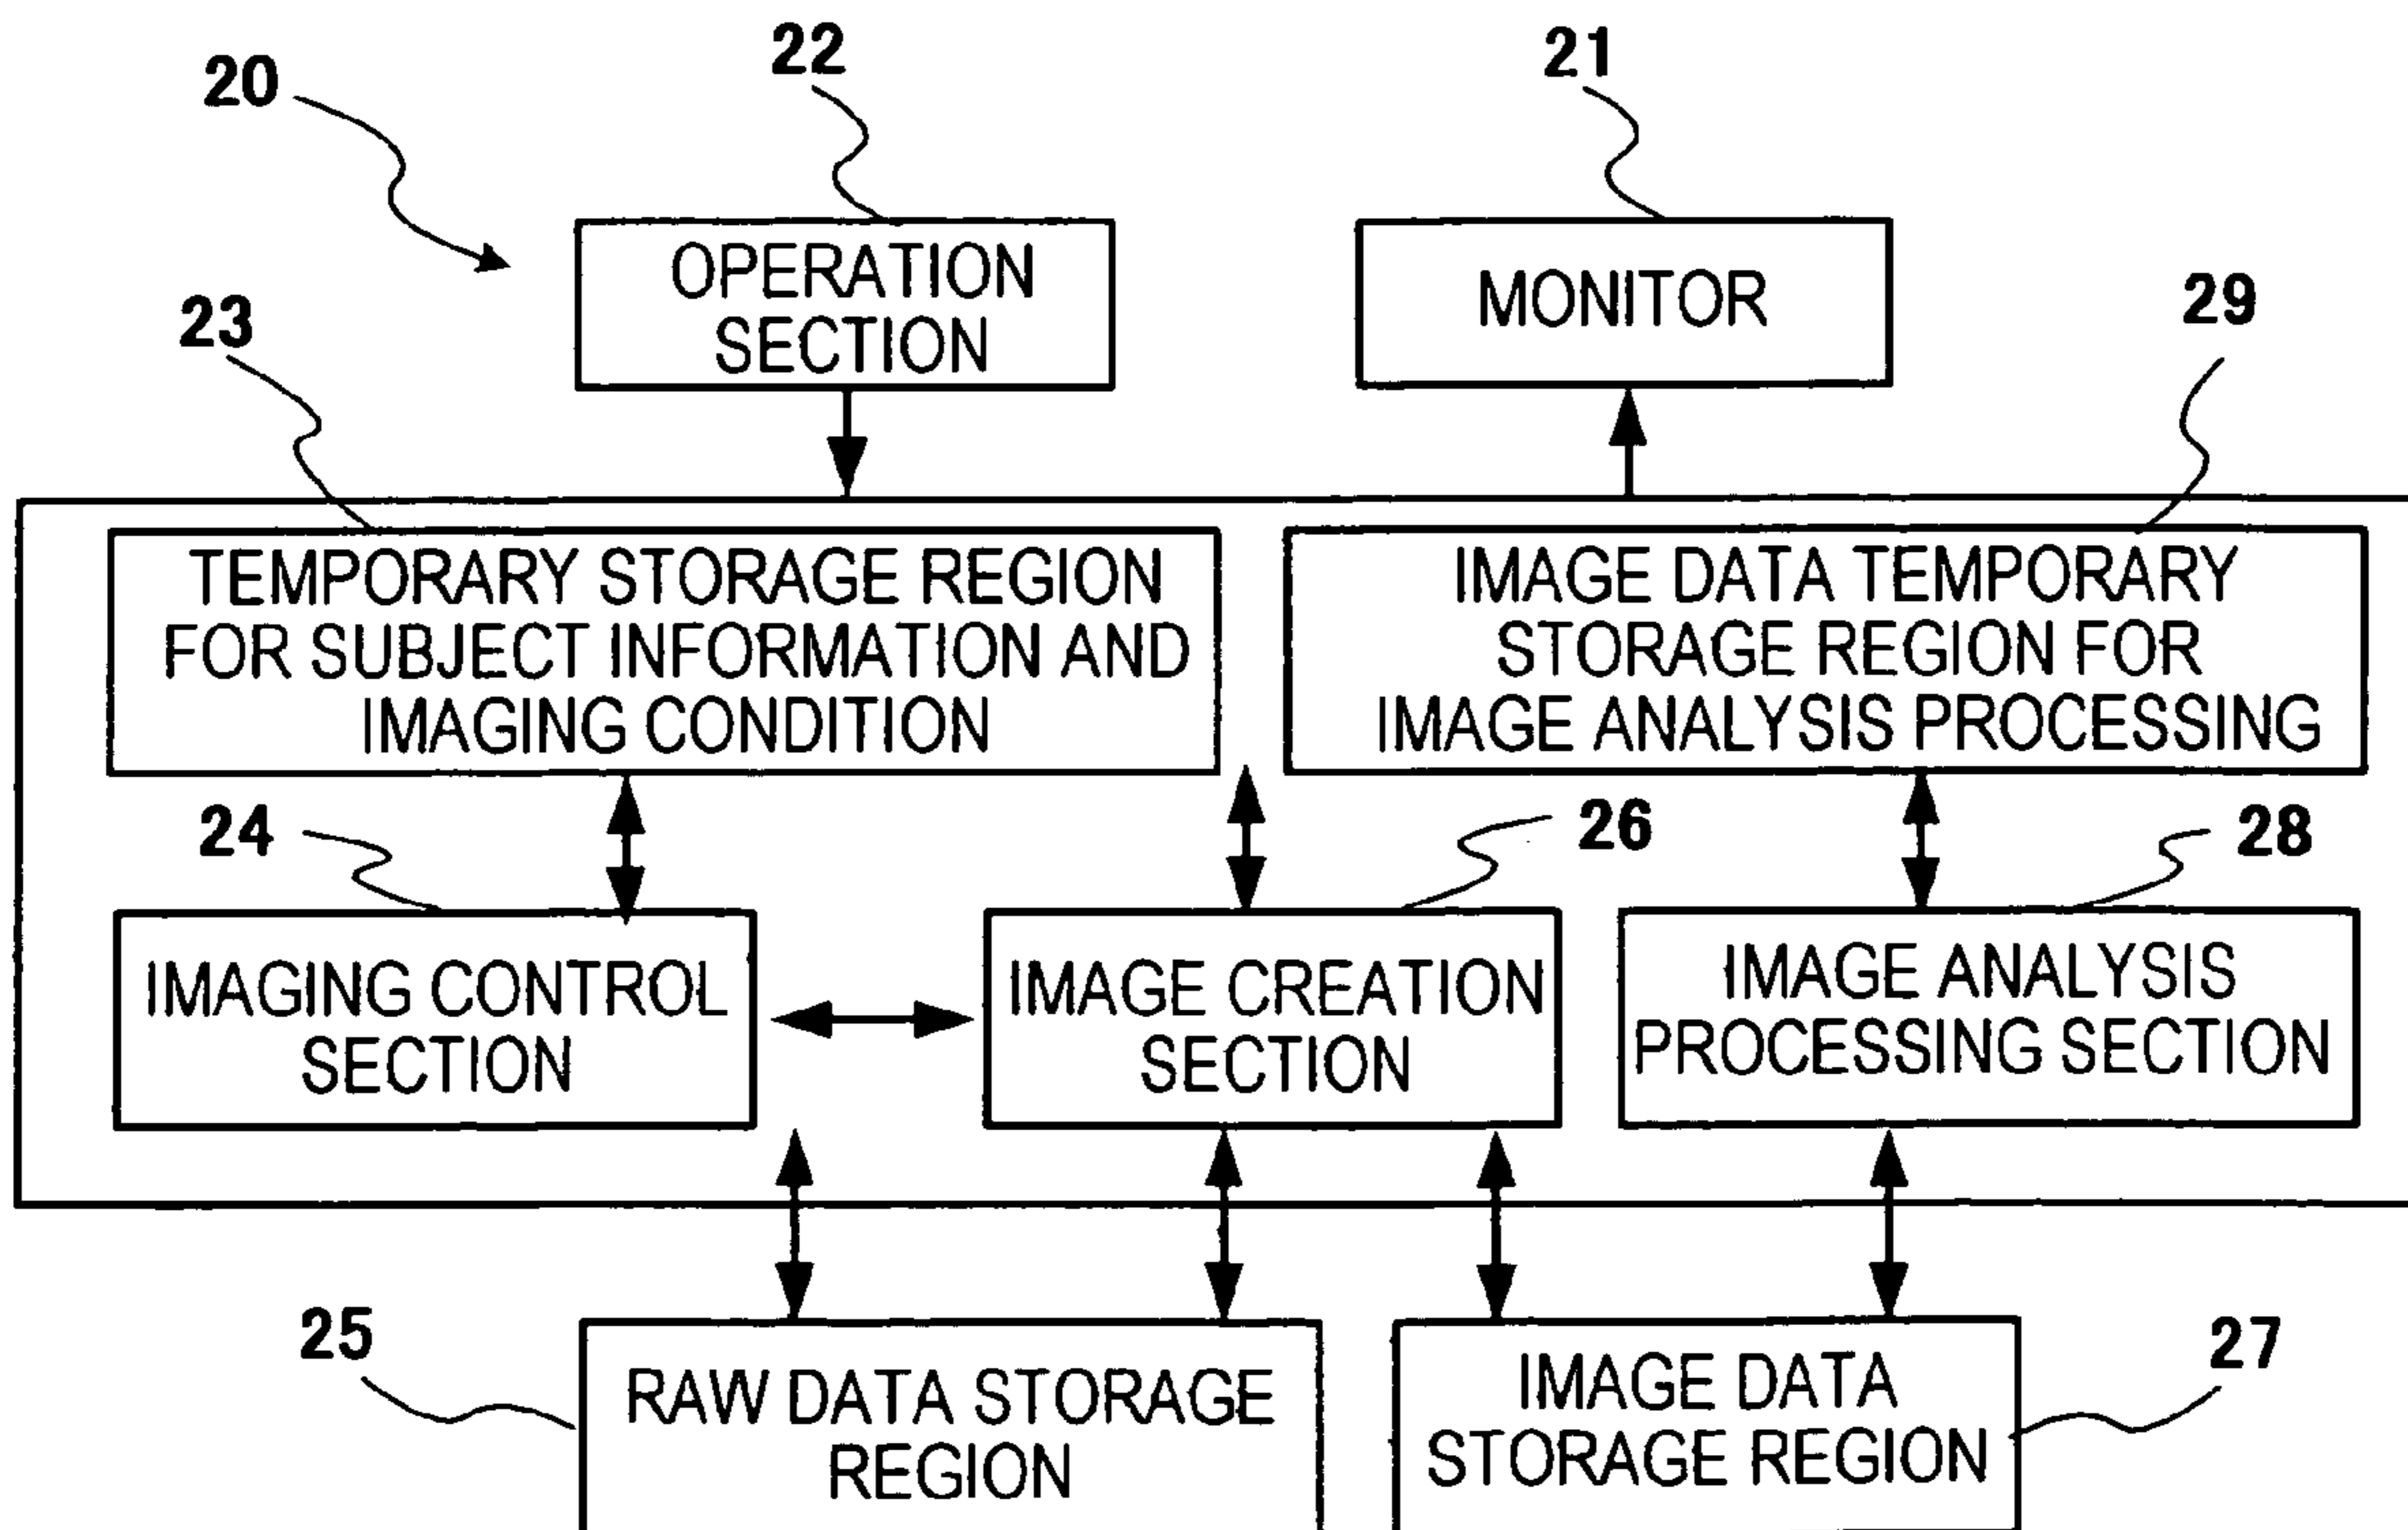 22
21
20
OPERATION
SECTION
MONITOR
23
29
TEMPORARY STORAGE REGION
FOR SUBJECT INFORMATION AND
IMAGING CONDITION
IMAGE DATA TEMPORARY
STORAGE REGION FOR
IMAGE ANALYSIS PROCESSING
24
26
28
IMAGING CONTROL
SECTION
IMAGE CREATION
SECTION
IMAGE ANALYSIS
PROCESSING SECTION
25
27
RAW DATA STORAGE
REGION
IMAGE DATA
STORAGE REGION